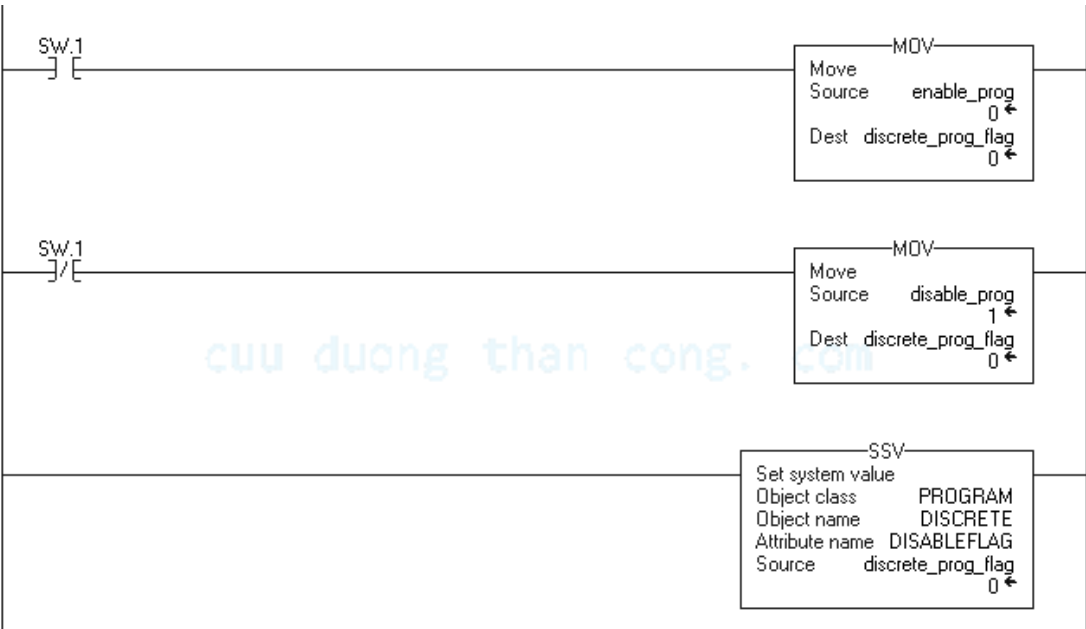 SW.1
MOV
Move
Source enable_prog
0
Dest discrete_prog_flag
0
SW.1
MOV
Move
Source disable_prog
1
Dest discrete_prog_flag
0
cuu duong than cong. com
SSV
Set system value
Object class PROGRAM
Object name DISCRETE
Attribute name DISABLEFLAG
Source discrete_prog_flag
0